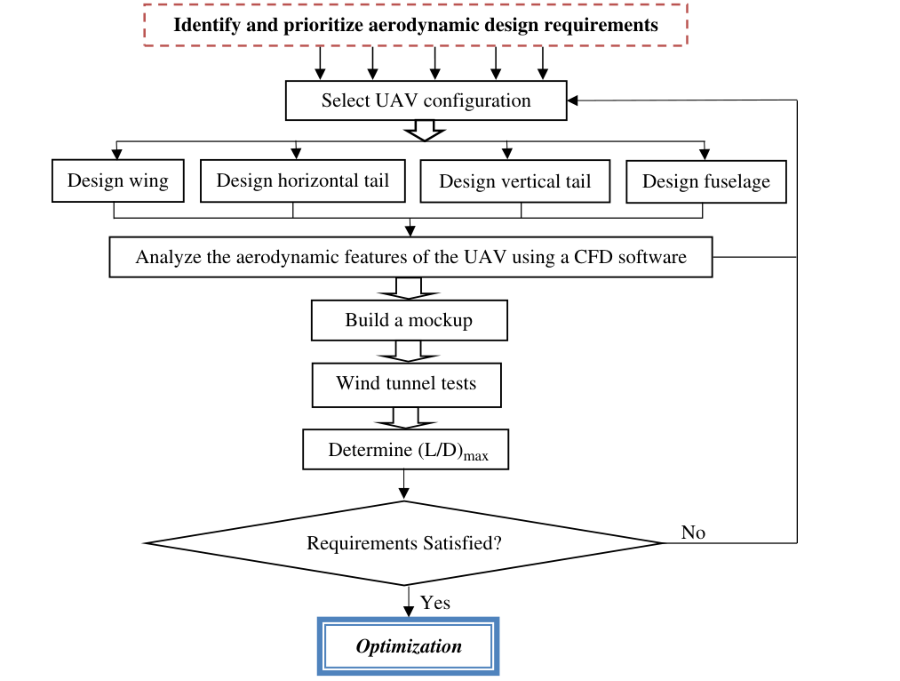 Identify and prioritize aerodynamic design requirements
Select UAV configuration
Design wing
Design horizontal tail
Design vertical tail
Design fuselage
Analyze the aerodynamic features of the UAV using a CFD software
Build a mockup
Wind tunnel tests
Determine (L/D)max
Requirements Satisfied?
No
Yes
Optimization